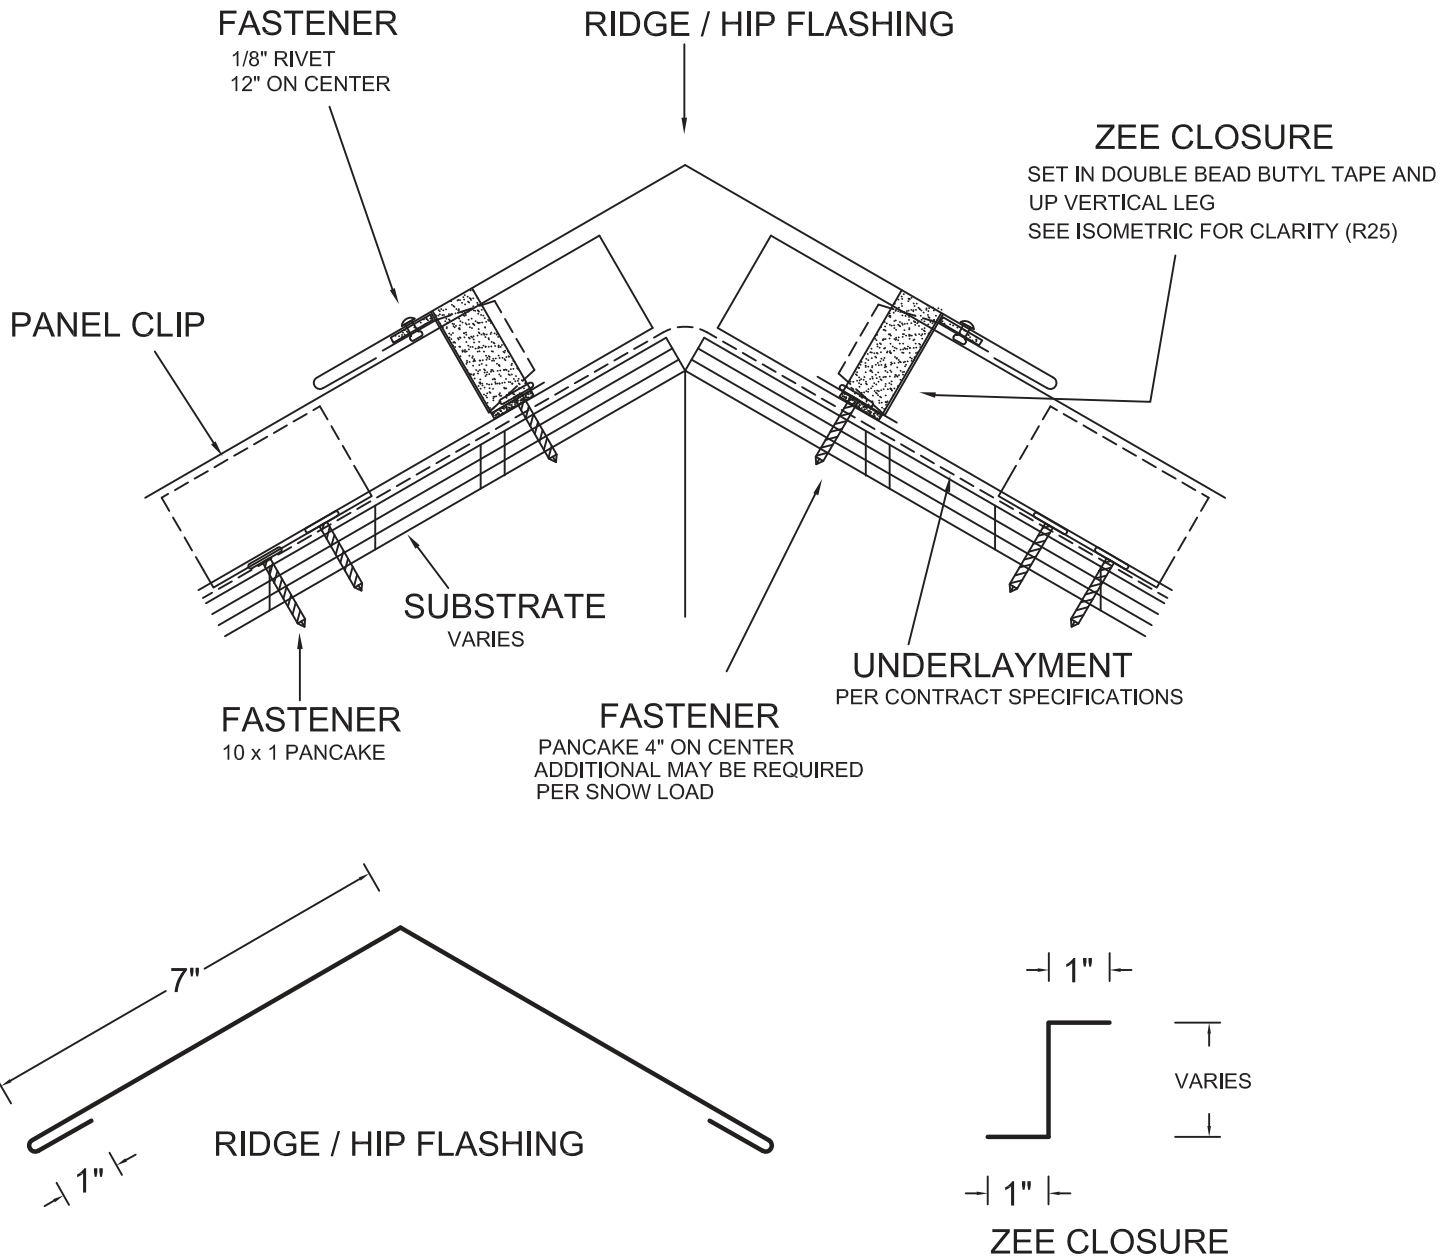 FASTENER
1/8" RIVET
12" ON CENTER
RIDGE / HIP FLASHING
ZEE CLOSURE
SET IN DOUBLE BEAD BUTYL TAPE AND
UP VERTICAL LEG
SEE ISOMETRIC FOR CLARITY (R25)
PANEL CLIP
SUBSTRATE
VARIES
UNDERLAYMENT
PER CONTRACT SPECIFICATIONS
FASTENER
10 x 1 PANCAKE
FASTENER
PANCAKE 4" ON CENTER
ADDITIONAL MAY BE REQUIRED
PER SNOW LOAD
7"
1"
RIDGE / HIP FLASHING
1"
VARIES
1"
ZEE CLOSURE